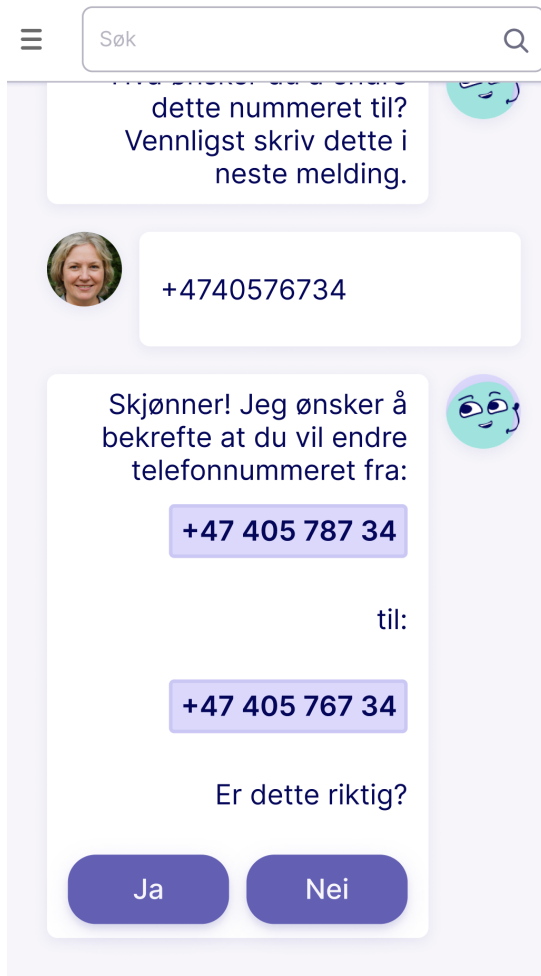 Søk
dette nummeret til?
Vennligst skriv dette i
neste melding.
+4740576734
Skjønner! Jeg ønsker å
bekrefte at du vil endre
telefonnummeret fra:
+47 405 787 34
til:
+47 405 767 34
Er dette riktig?
Ja
Nei